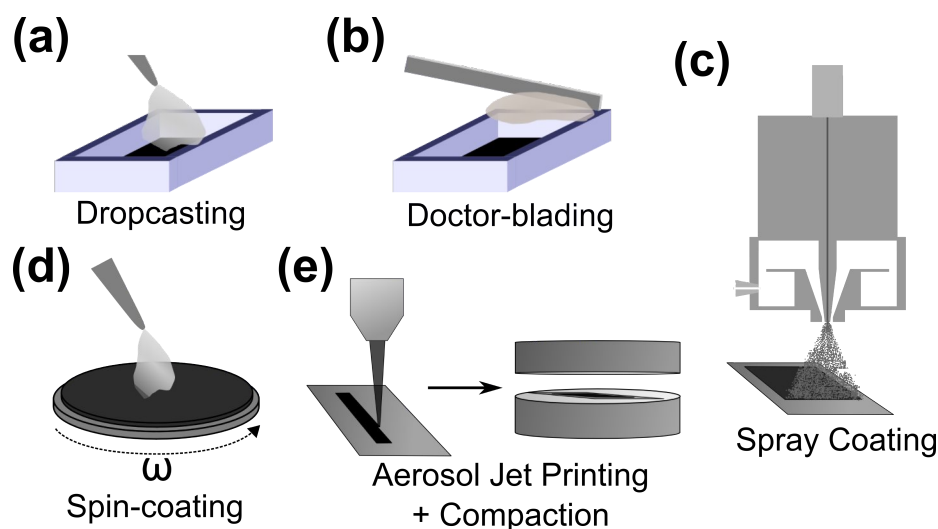 (a)
Dropcasting
(b)
Doctor-blading
(c)
Spray Coating
(d)
ω
Spin-coating
(e)
Aerosol Jet Printing
+ Compaction